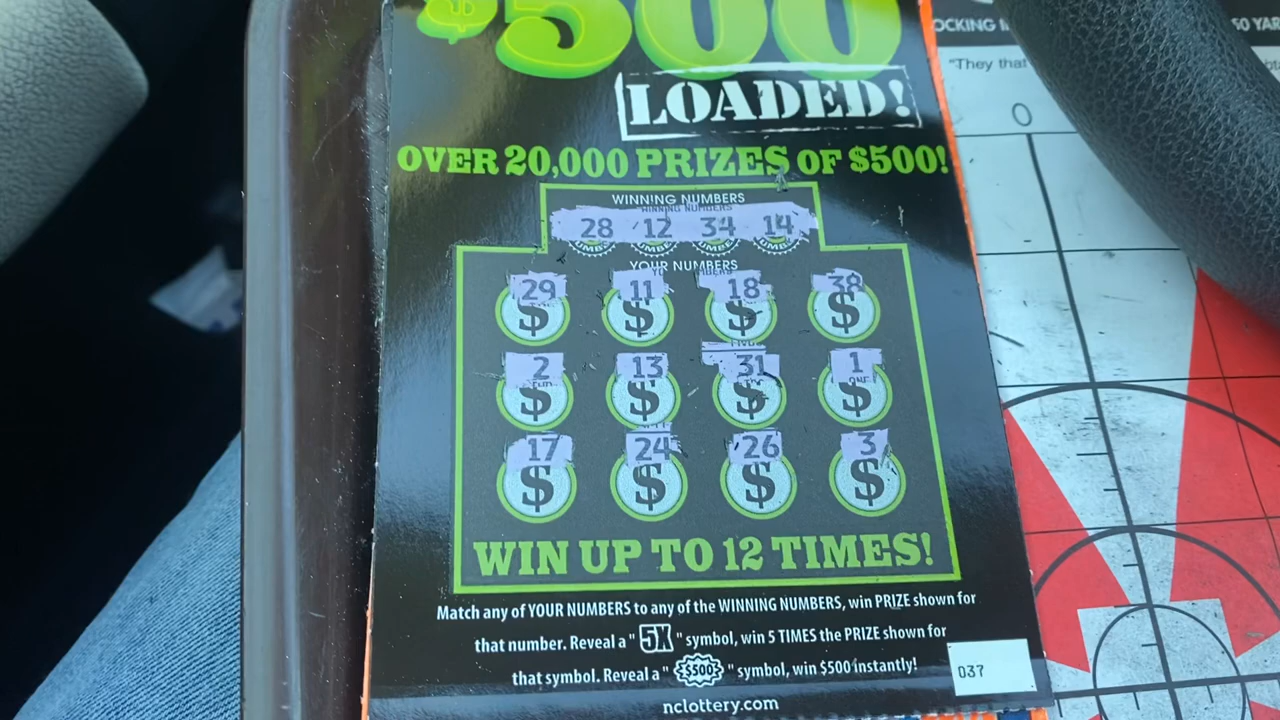 $500
LOADED!
OVER 20,000 PRIZES OF $500!
WINNING NUMBERS
WINNING NUMBERS
28 12 34 14
YOUR NUMBERS
29 11 18 38
$ $ $ $
2 13 31 1
$ $ $ $
17 24 26 3
$ $ $ $
WIN UP TO 12 TIMES!
Match any of YOUR NUMBERS to any of the WINNING NUMBERS, win PRIZE shown for
that number. Reveal a " 5X " symbol, win 5 TIMES the PRIZE shown for
that symbol. Reveal a " $500 " symbol, win $500 instantly!
037
nclottery.com
"They that
0